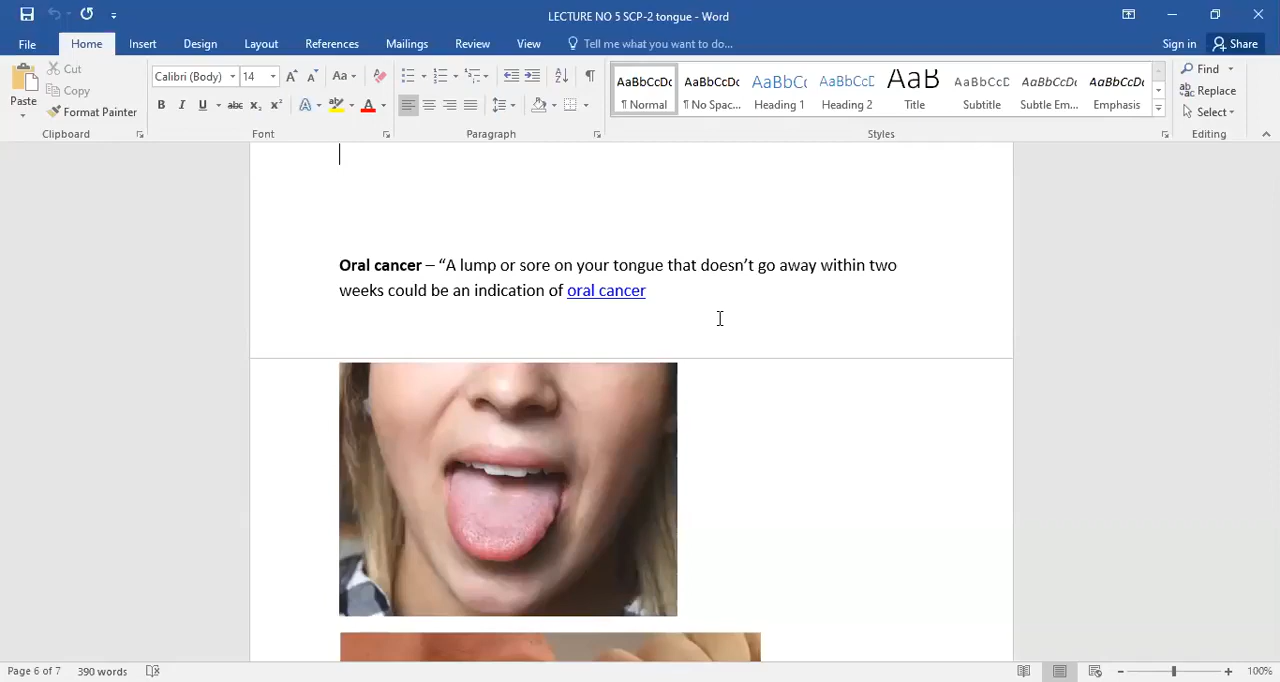 LECTURE NO 5 SCP-2 tongue - Word
File Home Insert Design Layout References Mailings Review View Tell me what you want to do... Sign in Share
Paste Cut Copy Format Painter
Calibri (Body) 14
AaBbCcDc AaBbCcDc AaBbC AaBbCcD AaB AaBbCcD AaBbCcDc AaBbCcDc
¶ Normal ¶ No Spac... Heading 1 Heading 2 Title Subtitle Subtle Em... Emphasis
Find Replace Select
Clipboard Font Paragraph Styles Editing
Oral cancer – “A lump or sore on your tongue that doesn’t go away within two
weeks could be an indication of oral cancer
Page 6 of 7 390 words 100%